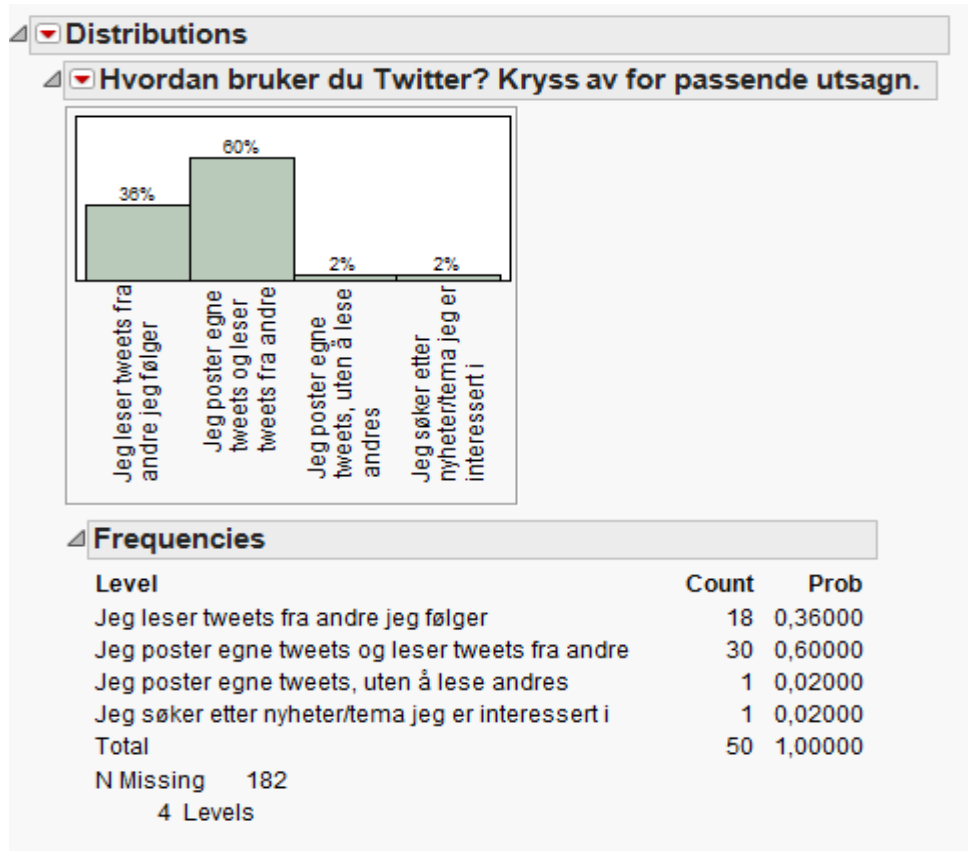 Distributions
Hvordan bruker du Twitter? Kryss av for passende utsagn.
36%
60%
2%
2%
Jeg leser tweets fra
andre jeg følger
Jeg poster egne
tweets og leser
tweets fra andre
Jeg poster egne
tweets, uten å lese
andres
Jeg søker etter
nyheter/tema jeg er
interessert i
Frequencies
Level Count Prob
Jeg leser tweets fra andre jeg følger 18 0,36000
Jeg poster egne tweets og leser tweets fra andre 30 0,60000
Jeg poster egne tweets, uten å lese andres 1 0,02000
Jeg søker etter nyheter/tema jeg er interessert i 1 0,02000
Total 50 1,00000
N Missing 182
4 Levels